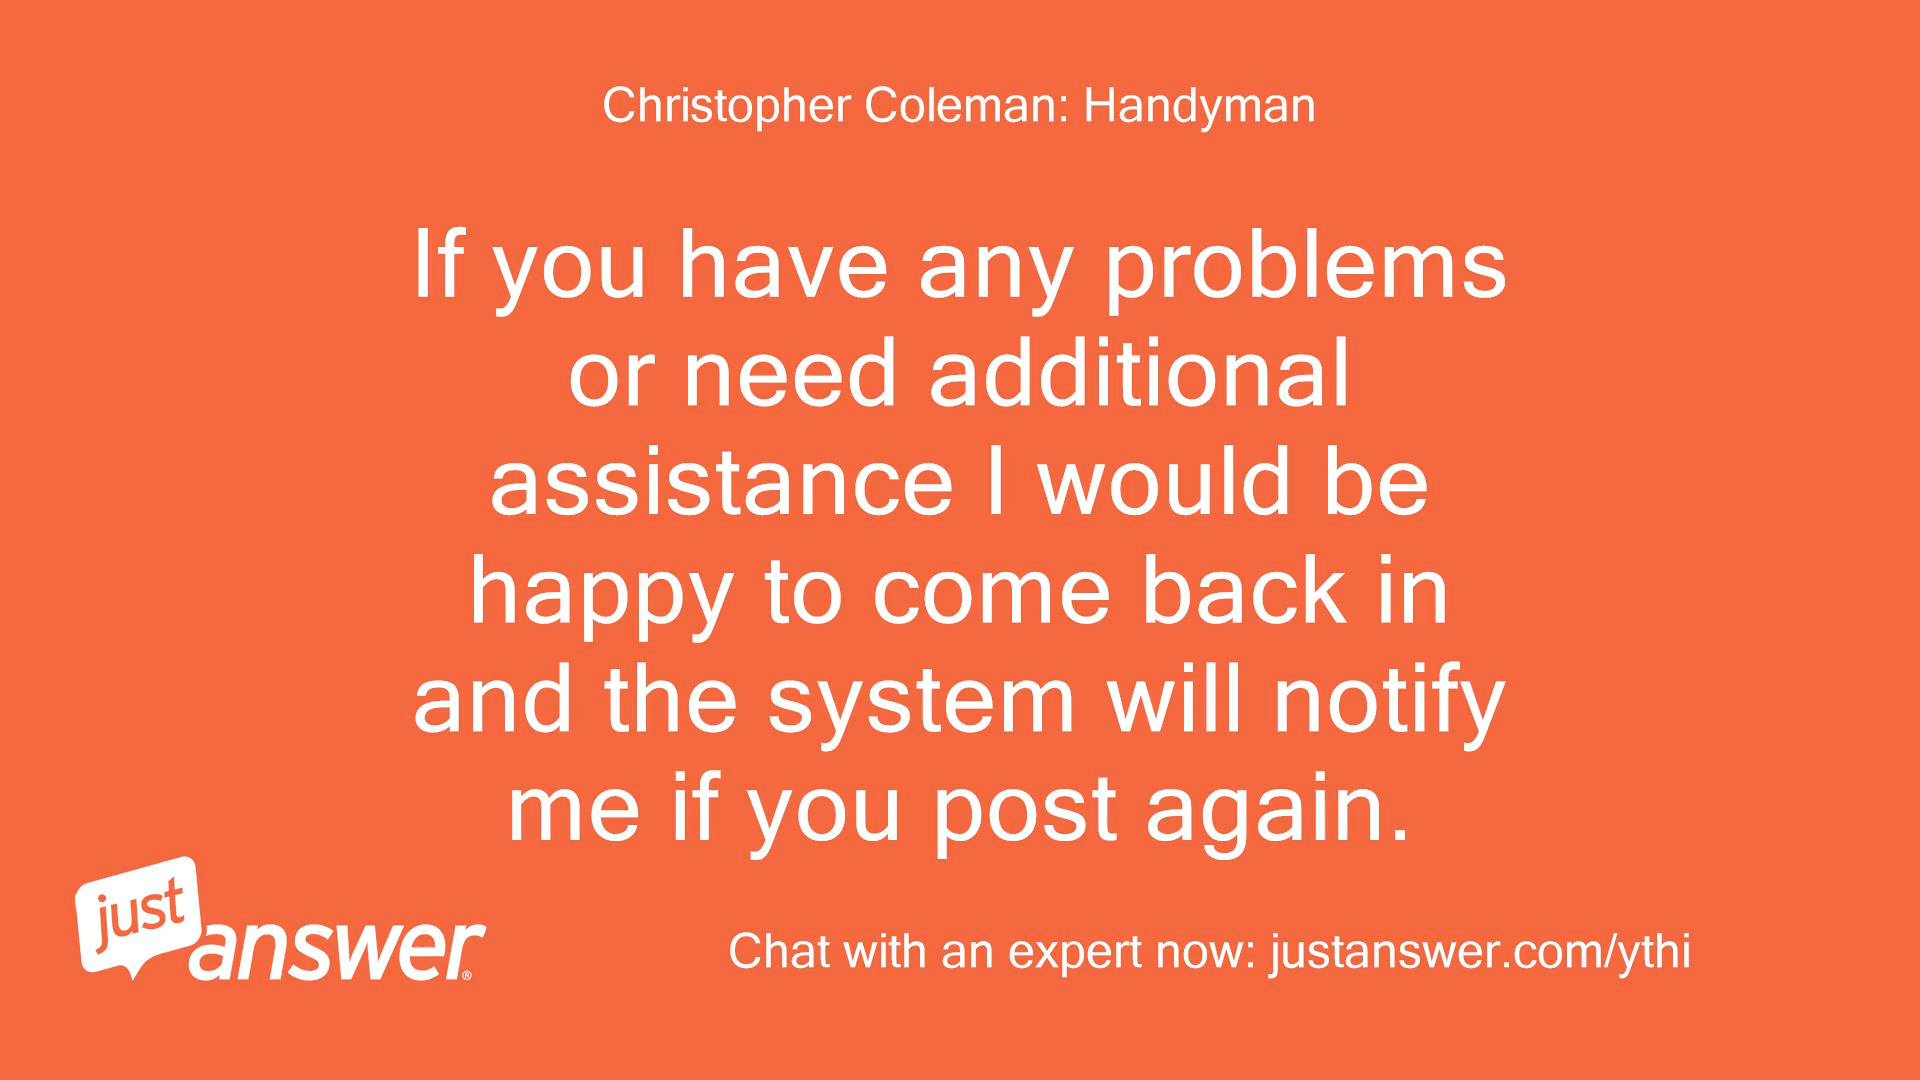 Christopher Coleman: Handyman
If you have any problems
or need additional
assistance I would be
happy to come back in
and the system will notify
me if you post again.
just
answer®
Chat with an expert now: justanswer.com/ythi